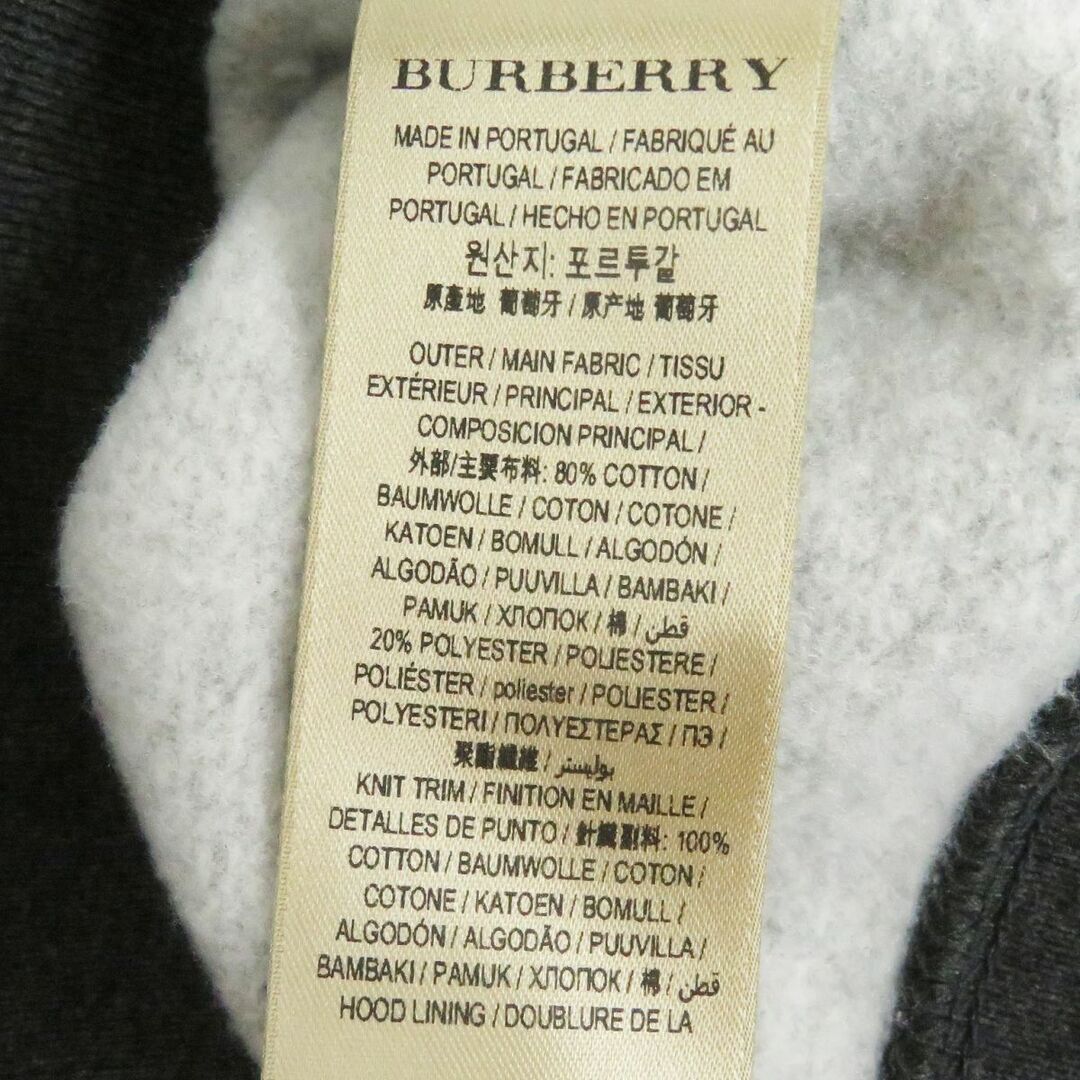 BURBERRY
MADE IN PORTUGAL / FABRIQUÉ AU
PORTUGAL / FABRICADO EM
PORTUGAL / HECHO EN PORTUGAL
원산지: 포르투갈
原產地 葡萄牙 / 原产地 葡萄牙
OUTER / MAIN FABRIC / TISSU
EXTÉRIEUR / PRINCIPAL / EXTERIOR -
COMPOSICION PRINCIPAL /
外部/主要布料: 80% COTTON /
BAUMWOLLE / COTON / COTONE /
KATOEN / BOMULL / ALGODÓN /
ALGODÃO / PUUVILLA / BAMBAKI /
PAMUK / ХЛОПОК / 棉 / قطن
20% POLYESTER / POLIESTERE /
POLIÉSTER / poliester / POLIESTER /
POLYESTERI / ΠΟΛΥΕΣΤΕΡΑΣ / ПЭ /
聚酯纖維 / بوليستر
KNIT TRIM / FINITION EN MAILLE /
DETALLES DE PUNTO / 針織副料: 100%
COTTON / BAUMWOLLE / COTON /
COTONE / KATOEN / BOMULL /
ALGODÓN / ALGODÃO / PUUVILLA /
BAMBAKI / PAMUK / ХЛОПОК / 棉 / قطن
HOOD LINING / DOUBLURE DE LA